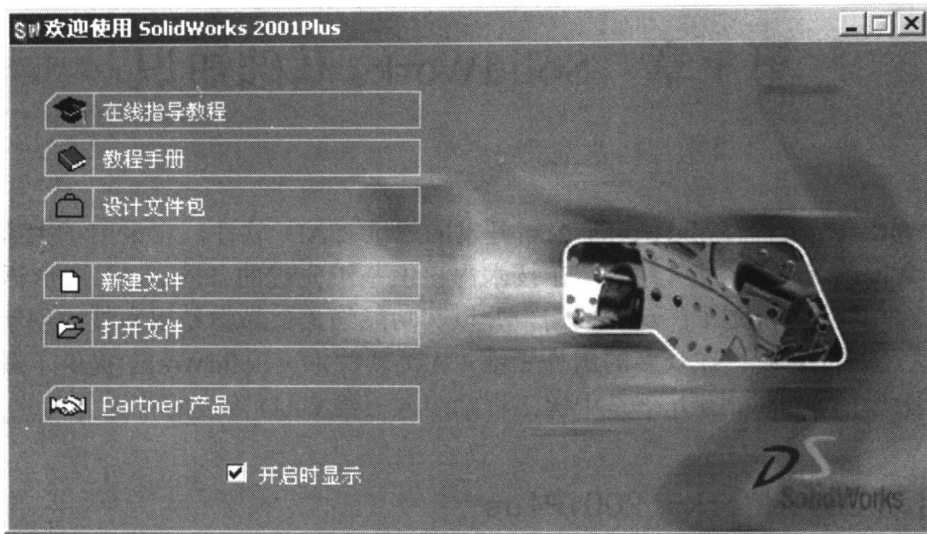 SW 欢迎使用 SolidWorks 2001Plus
在线指导教程
教程手册
设计文件包
新建文件
打开文件
Partner 产品
开启时显示
DS
SolidWorks